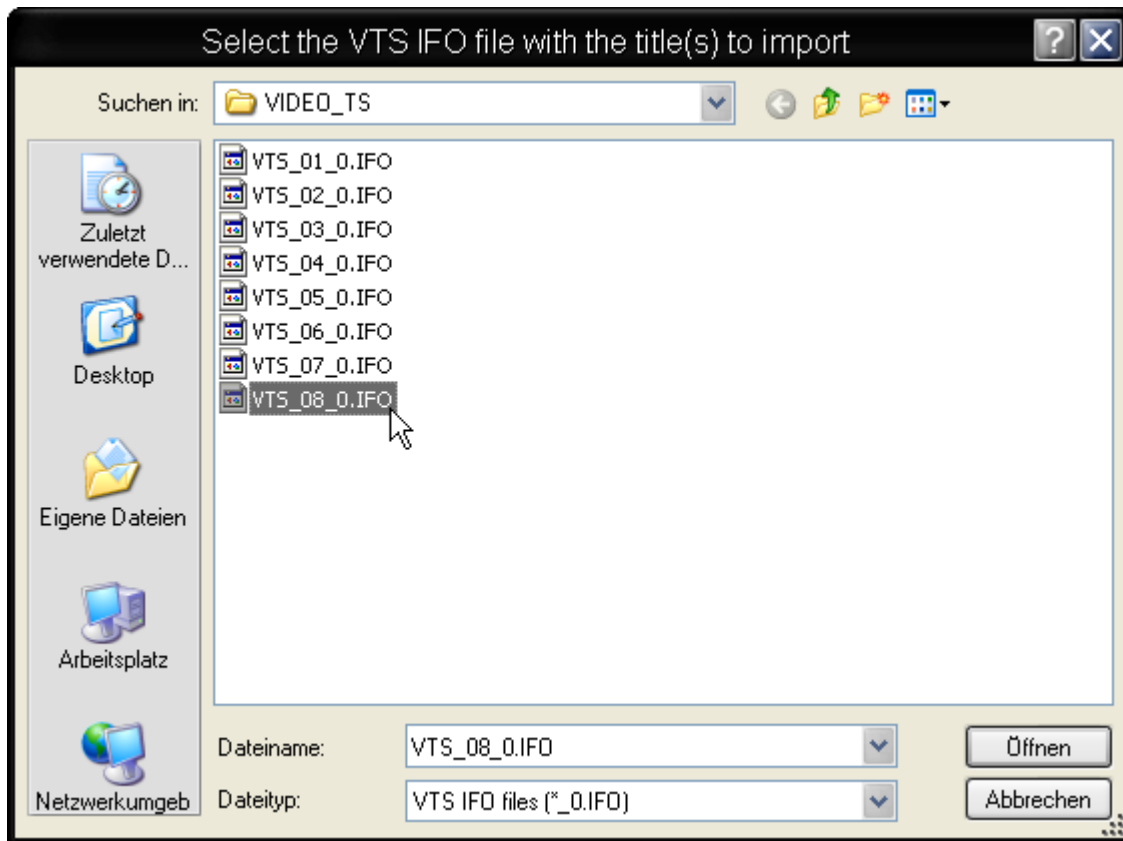 Select the VTS IFO file with the title(s) to import
Suchen in:
VIDEO_TS
Zuletzt
verwendete D...
Desktop
Eigene Dateien
Arbeitsplatz
Netzwerkumgeb
VTS_01_0.IFO
VTS_02_0.IFO
VTS_03_0.IFO
VTS_04_0.IFO
VTS_05_0.IFO
VTS_06_0.IFO
VTS_07_0.IFO
VTS_08_0.IFO
Dateiname:
VTS_08_0.IFO
Öffnen
Dateityp:
VTS IFO files (*_0.IFO)
Abbrechen